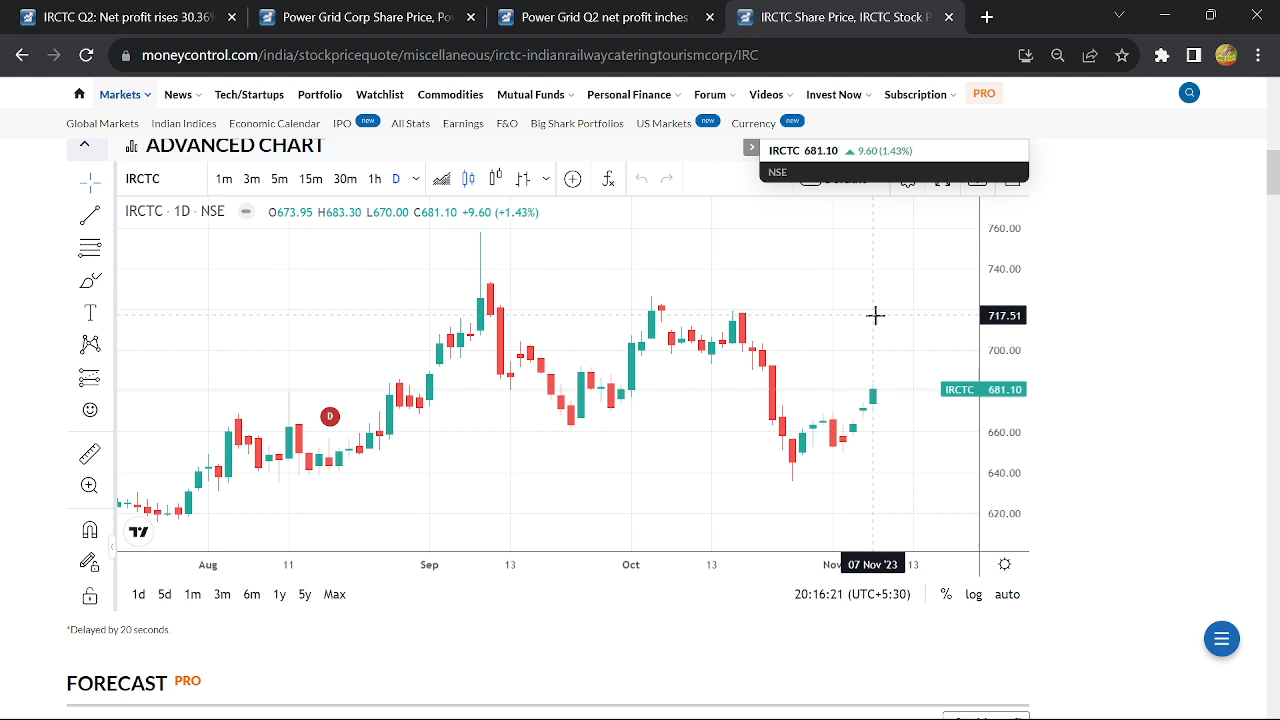 IRCTC Q2: Net profit rises 30.36%
Power Grid Corp Share Price, Po
Power Grid Q2 net profit inches
IRCTC Share Price, IRCTC Stock P
moneycontrol.com/india/stockpricequote/miscellaneous/irctc-indianrailwaycateringtourismcorp/IRC
Markets News Tech/Startups Portfolio Watchlist Commodities Mutual Funds Personal Finance Forum Videos Invest Now Subscription PRO
Global Markets Indian Indices Economic Calendar IPO new All Stats Earnings F&O Big Shark Portfolios US Markets new Currency new
ADVANCED CHART
IRCTC 681.10 9.60 (1.43%)
NSE
IRCTC 1m 3m 5m 15m 30m 1h D
IRCTC · 1D · NSE O673.95 H683.30 L670.00 C681.10 +9.60 (+1.43%)
760.00
740.00
717.51
700.00
IRCTC 681.10
D
660.00
640.00
620.00
Aug 11 Sep 13 Oct 13 Nov 07 Nov '23 13
1d 5d 1m 3m 6m 1y 5y Max 20:16:21 (UTC+5:30) % log auto
*Delayed by 20 seconds.
FORECAST PRO